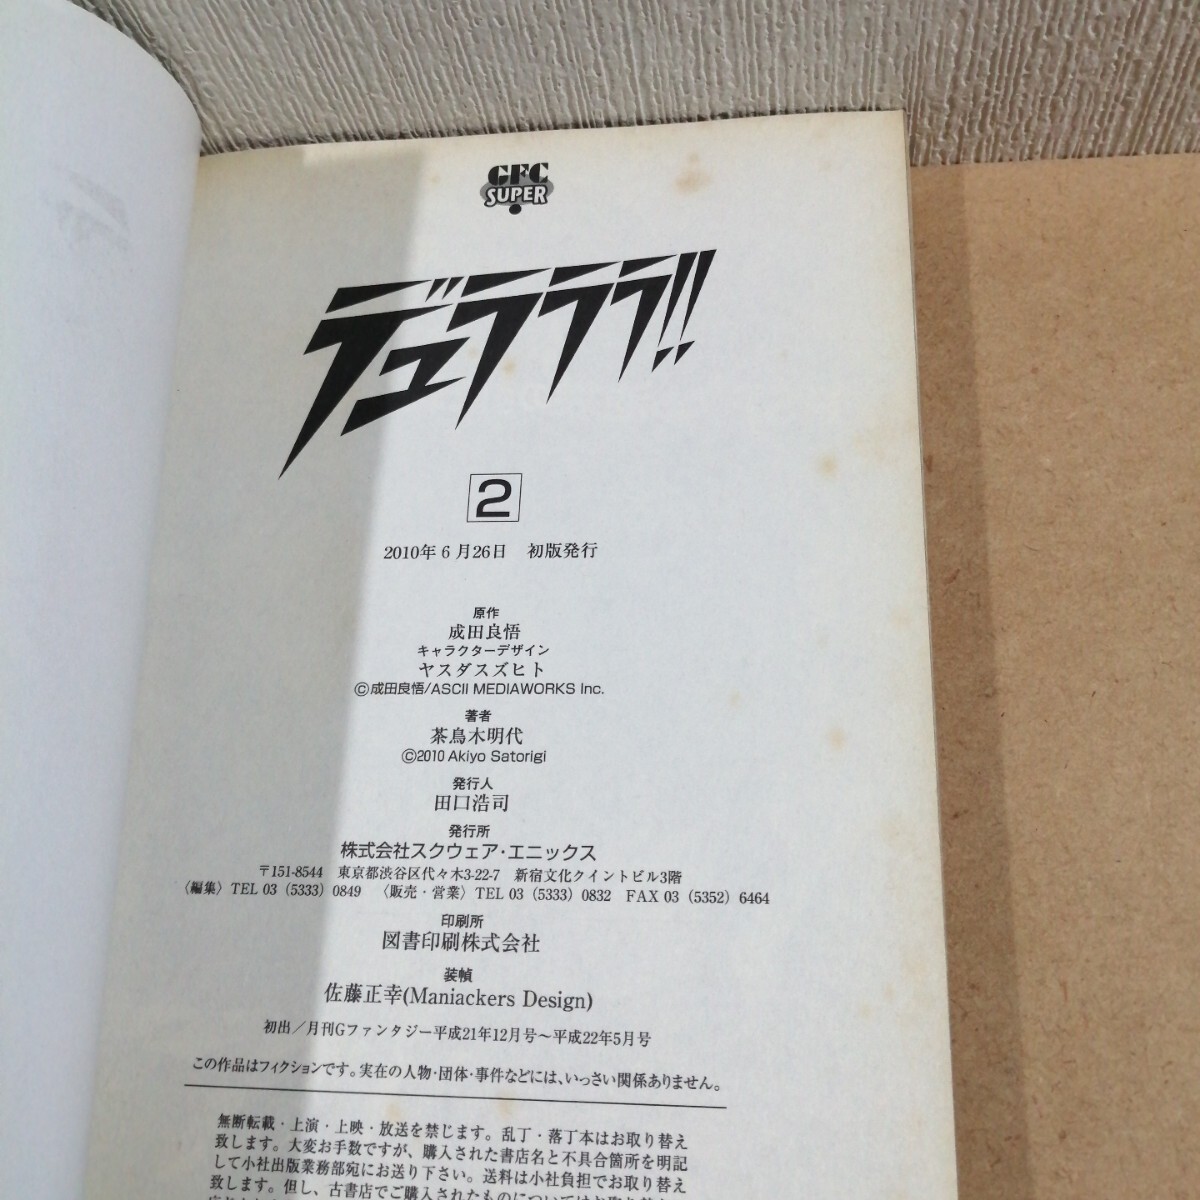 GFC
SUPER
デュラララ!!
2
2010年6月26日　初版発行
原作
成田良悟
キャラクターデザイン
ヤスダスズヒト
©成田良悟/ASCII MEDIAWORKS Inc.
著者
茶鳥木明代
©2010 Akiyo Satorigi
発行人
田口浩司
発行所
株式会社スクウェア・エニックス
〒151-8544　東京都渋谷区代々木3-22-7　新宿文化クイントビル3階
〈編集〉TEL 03（5333）0849　〈販売・営業〉TEL 03（5333）0832　FAX 03（5352）6464
印刷所
図書印刷株式会社
装幀
佐藤正幸(Maniackers Design)
初出／月刊Gファンタジー平成21年12月号～平成22年5月号
この作品はフィクションです。実在の人物・団体・事件などには、いっさい関係ありません。
無断転載・上演・上映・放送を禁じます。乱丁・落丁本はお取り替え
致します。大変お手数ですが、購入された書店名と不具合箇所を明記
して小社出版業務部宛にお送り下さい。送料は小社負担でお取り替え
致します。但し、古書店でご購入されたものについてはお取り替え